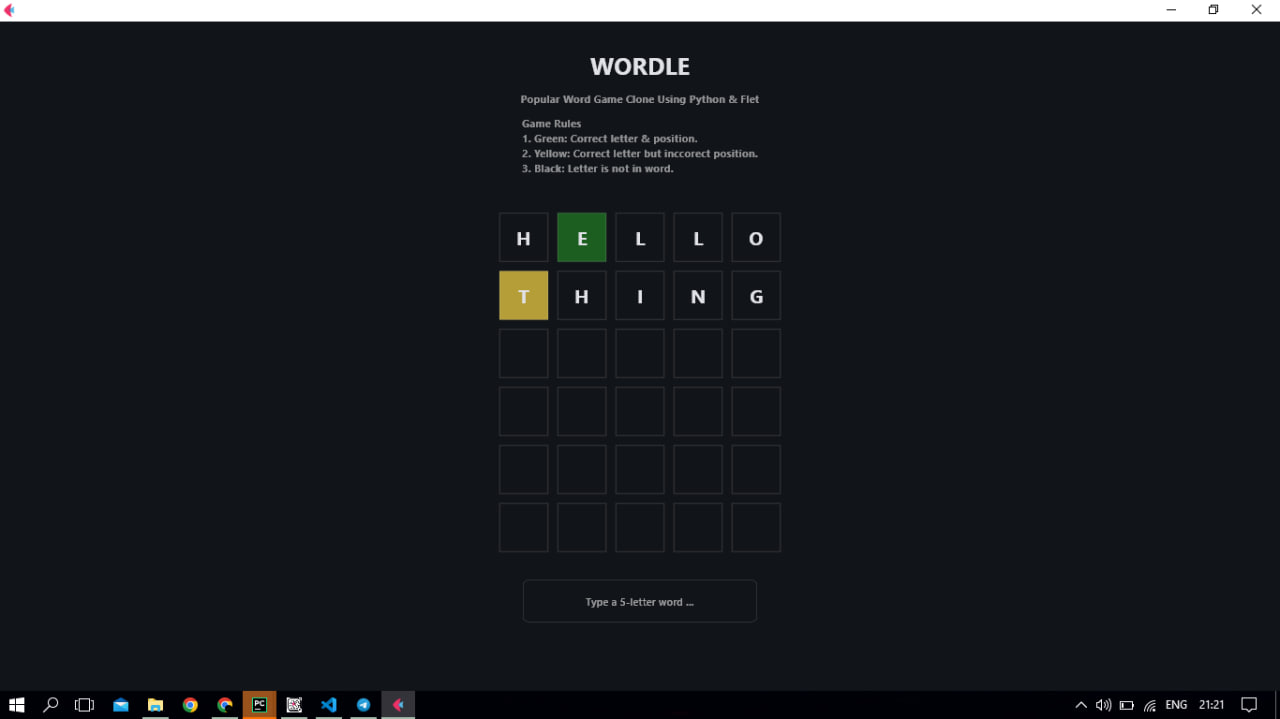 WORDLE
Popular Word Game Clone Using Python & Flet
Game Rules
1. Green: Correct letter & position.
2. Yellow: Correct letter but inccorect position.
3. Black: Letter is not in word.
H E L L O
T H I N G
Type a 5-letter word ...
PC
ENG 21:21